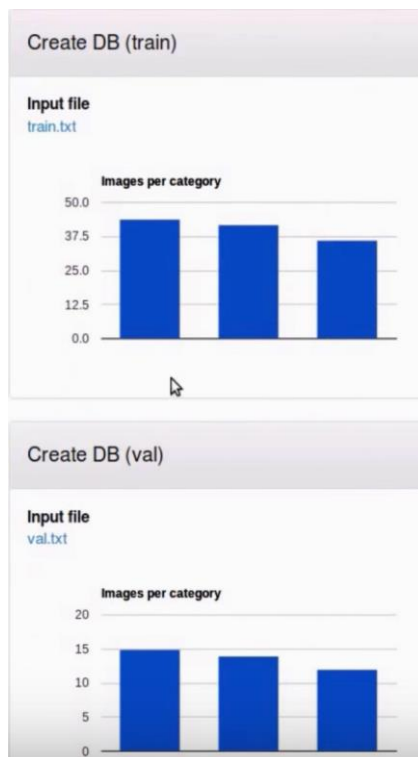 Create DB (train)
Input file
train.txt
Images per category
50.0
37.5
25.0
12.5
0.0
Create DB (val)
Input file
val.txt
Images per category
20
15
10
5
0